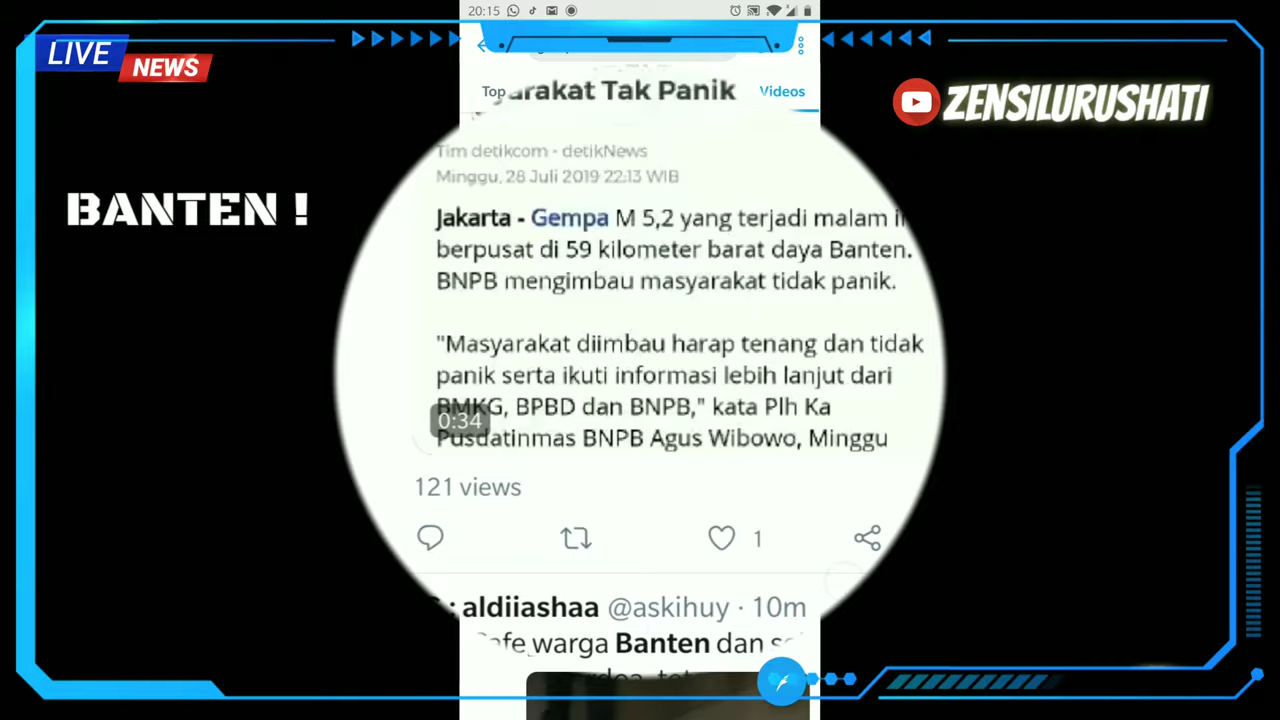 20:15
LIVE
NEWS
Top
arakat Tak Panik
Videos
ZENSILURUSHATI
Tim detikcom - detikNews
Minggu, 28 Juli 2019 22.13 WIB
BANTEN !
Jakarta - Gempa M 5,2 yang terjadi malam
berpusat di 59 kilometer barat daya Banten.
BNPB mengimbau masyarakat tidak panik.
"Masyarakat diimbau harap tenang dan tidak
panik serta ikuti informasi lebih lanjut dari
BMKG, BPBD dan BNPB," kata Plh Ka
0:34
Pusdatinmas BNPB Agus Wibowo, Minggu
121 views
1
aldiiashaa @askihuy · 10m
warga Banten dan